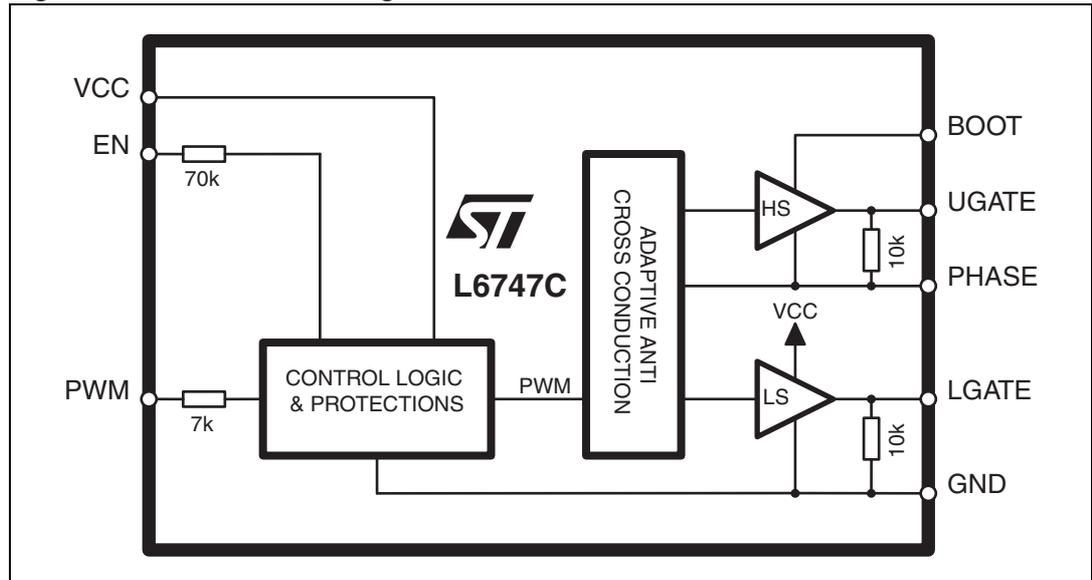 VCC
EN
70k
ST
L6747C
PWM
7k
CONTROL LOGIC
& PROTECTIONS
PWM
ADAPTIVE ANTI
CROSS CONDUCTION
HS
VCC
LS
BOOT
UGATE
10k
PHASE
LGATE
10k
GND